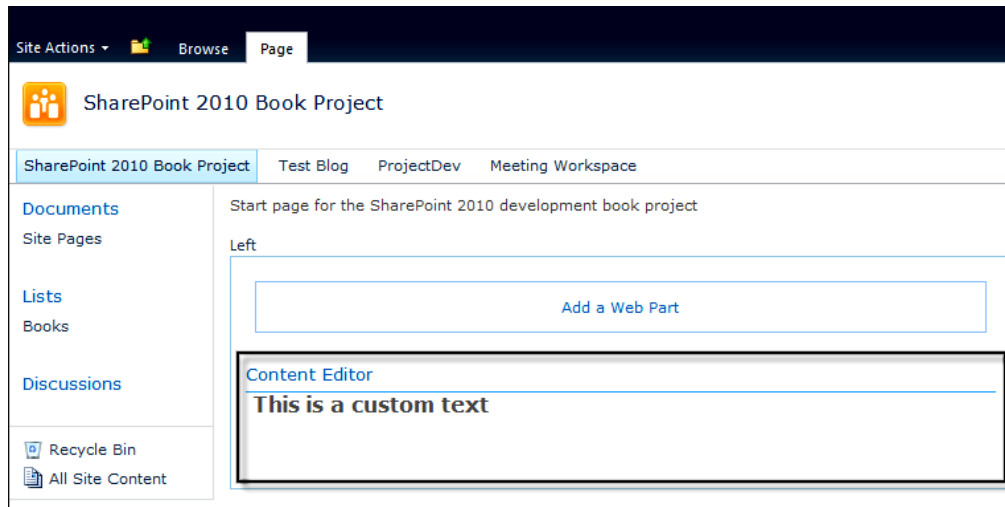 Site Actions Browse Page
SharePoint 2010 Book Project
SharePoint 2010 Book Project Test Blog ProjectDev Meeting Workspace
Documents
Site Pages
Lists
Books
Discussions
Recycle Bin
All Site Content
Start page for the SharePoint 2010 development book project
Left
Add a Web Part
Content Editor
This is a custom text